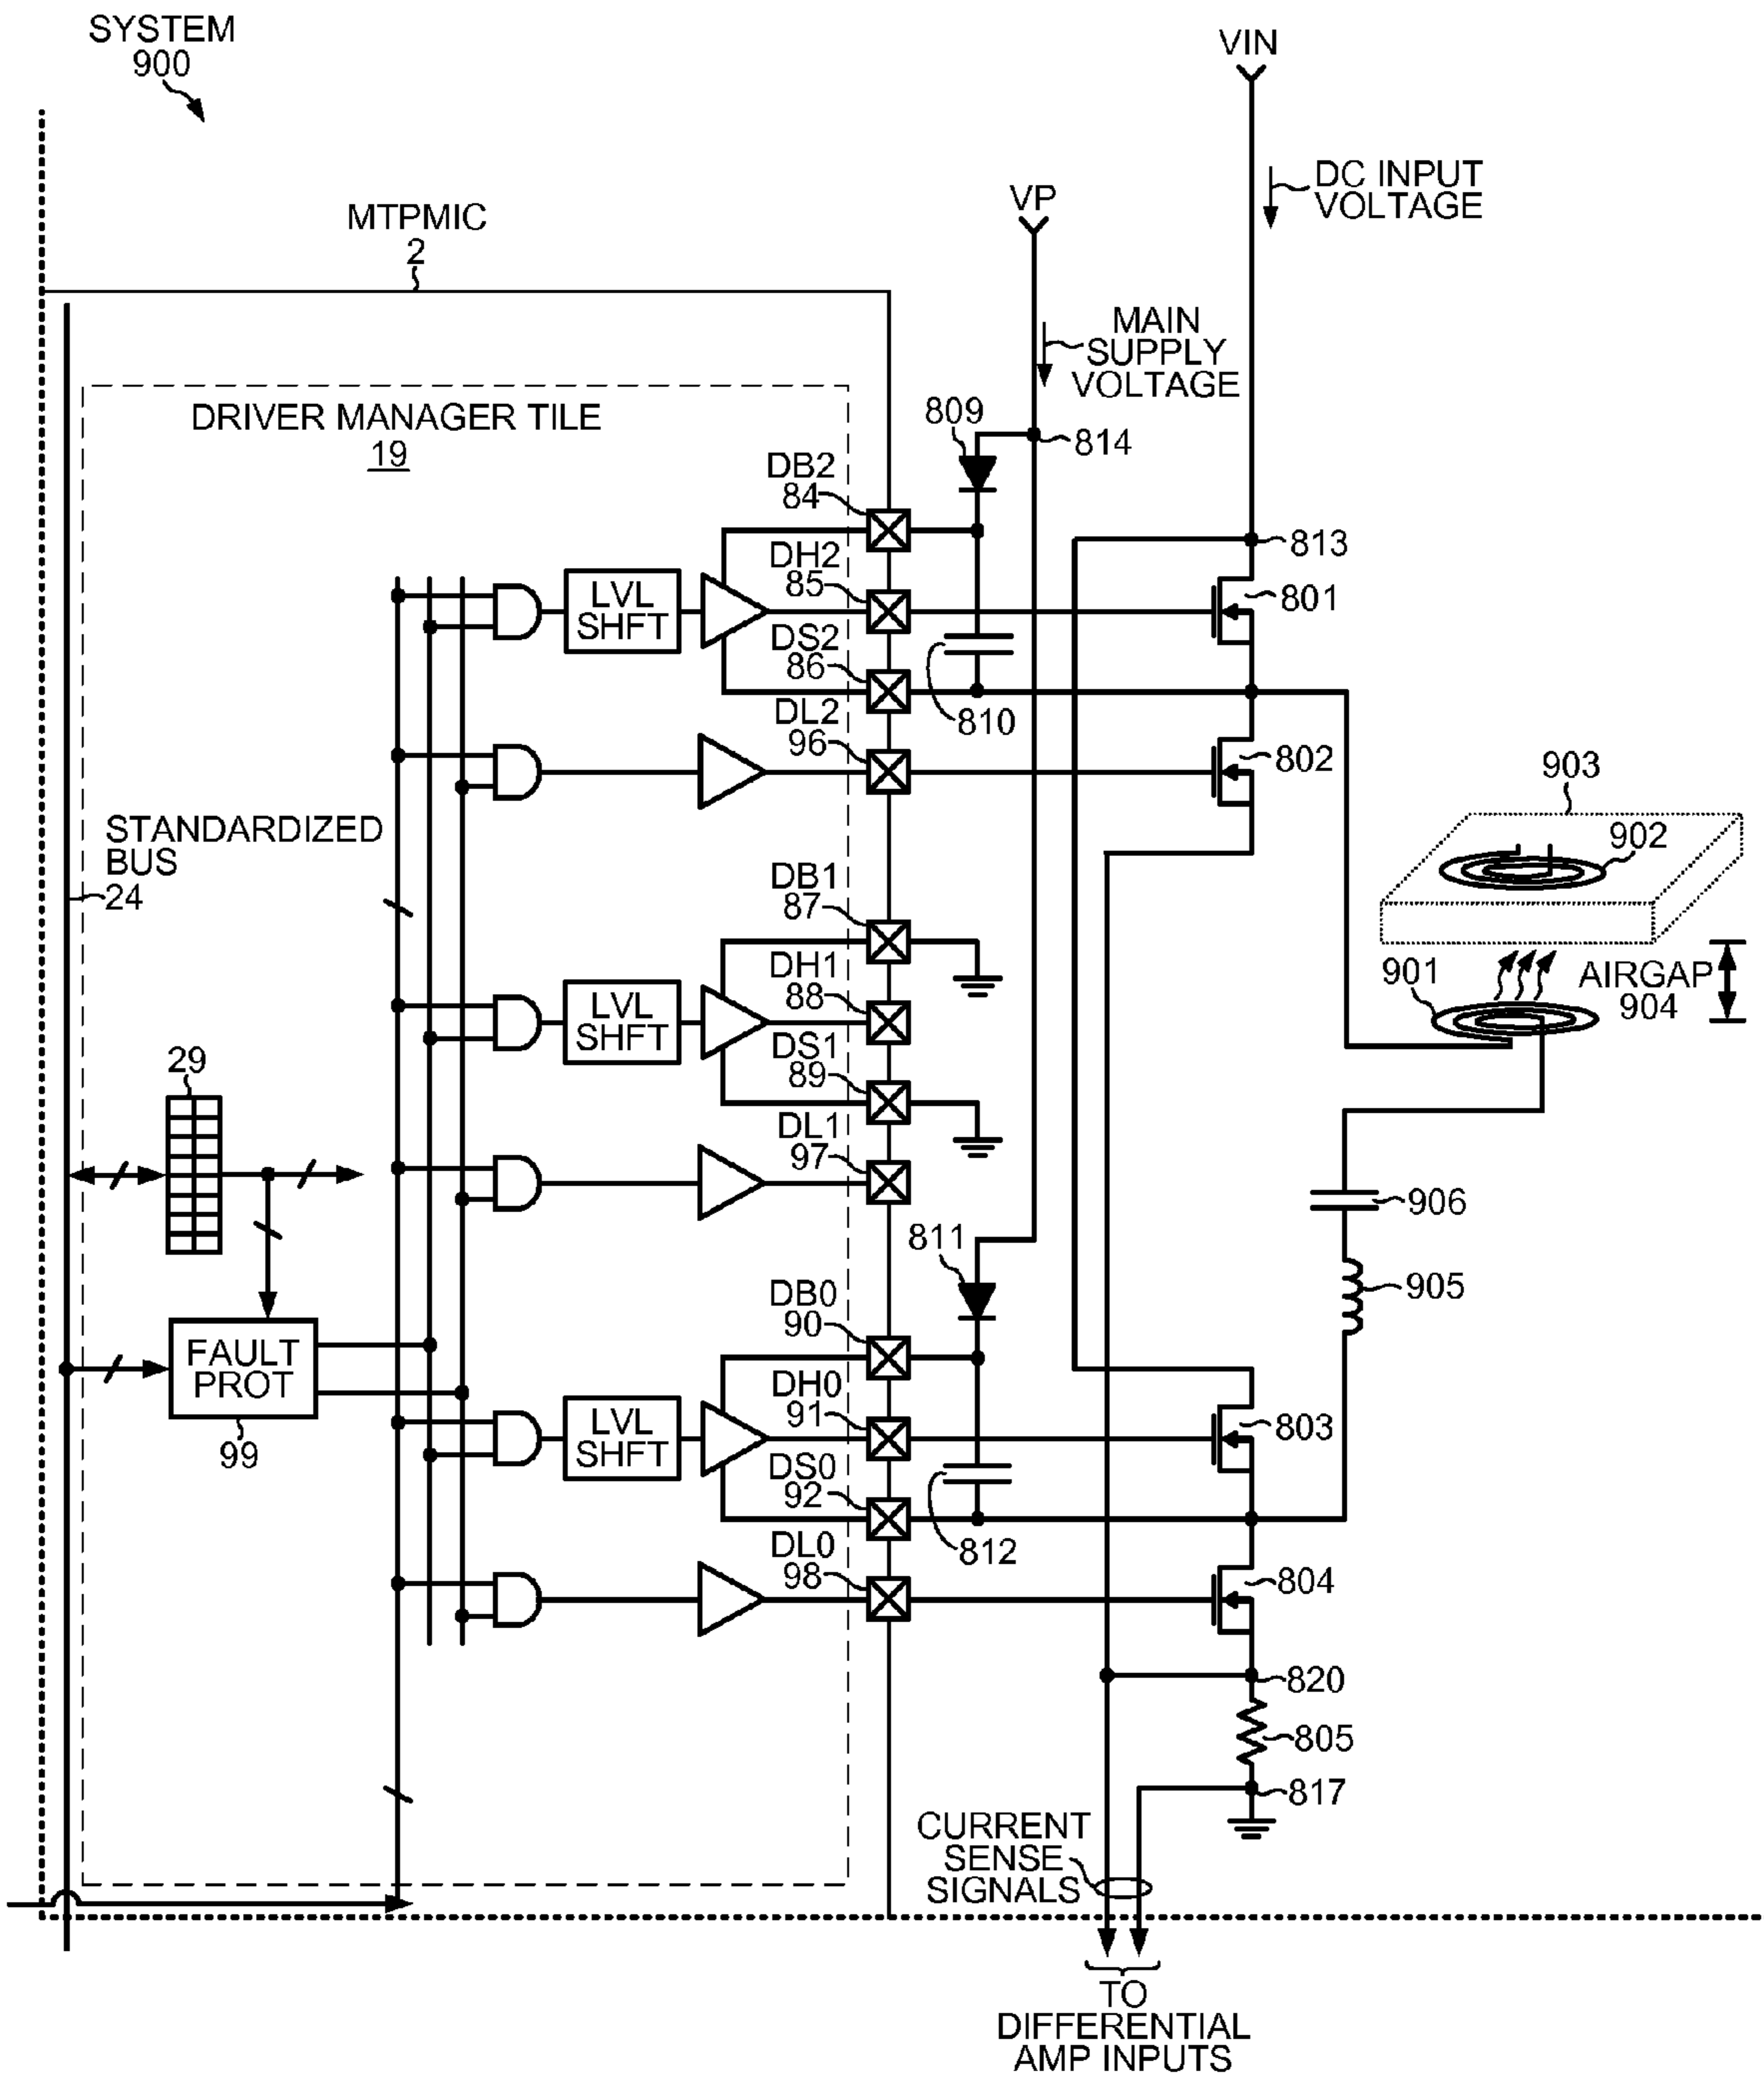 SYSTEM
900
VIN
DC INPUT
VOLTAGE
VP
MTPMIC
2
MAIN
SUPPLY
VOLTAGE
DRIVER MANAGER TILE
19
809
814
DB2
84
813
DH2
85
LVL
SHFT
801
DS2
86
810
DL2
96
802
903
902
STANDARDIZED
BUS
24
DB1
87
DH1
88
901
AIRGAP
904
LVL
SHFT
DS1
89
29
DL1
97
906
811
905
DB0
90
FAULT
PROT
99
DH0
91
LVL
SHFT
803
DS0
92
812
DL0
98
804
820
805
817
CURRENT
SENSE
SIGNALS
TO
DIFFERENTIAL
AMP INPUTS